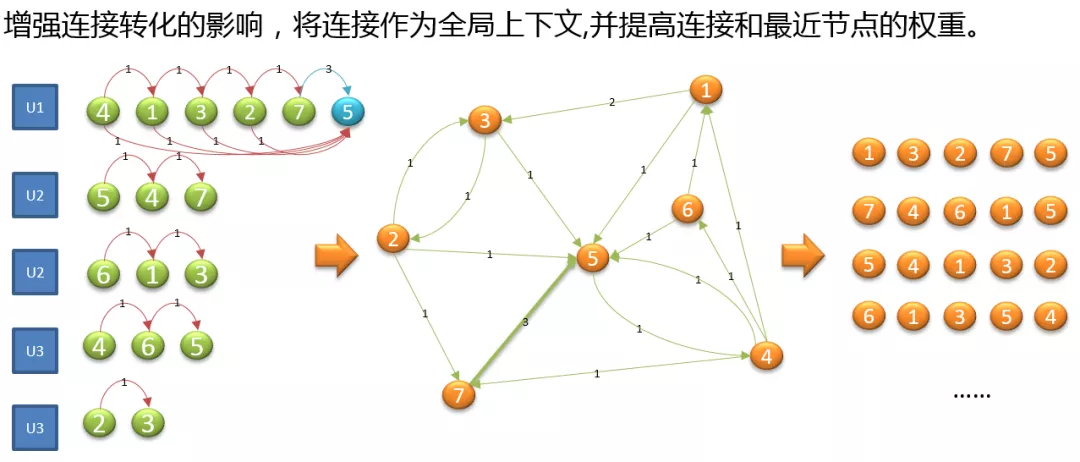 增强连接转化的影响，将连接作为全局上下文,并提高连接和最近节点的权重。
1 1 1 1 3
U1 4 1 3 2 7 5
1 1 1 1
1 1
U2 5 4 7
1 1
U2 6 1 3
1 1
U3 4 6 5
1
U3 2 3
1
2
3
1 1 1 1
6
2 1 1
1 5
1 1 1
1 3
1
4
1
7
1 3 2 7 5
7 4 6 1 5
5 4 1 3 2
6 1 3 5 4
……